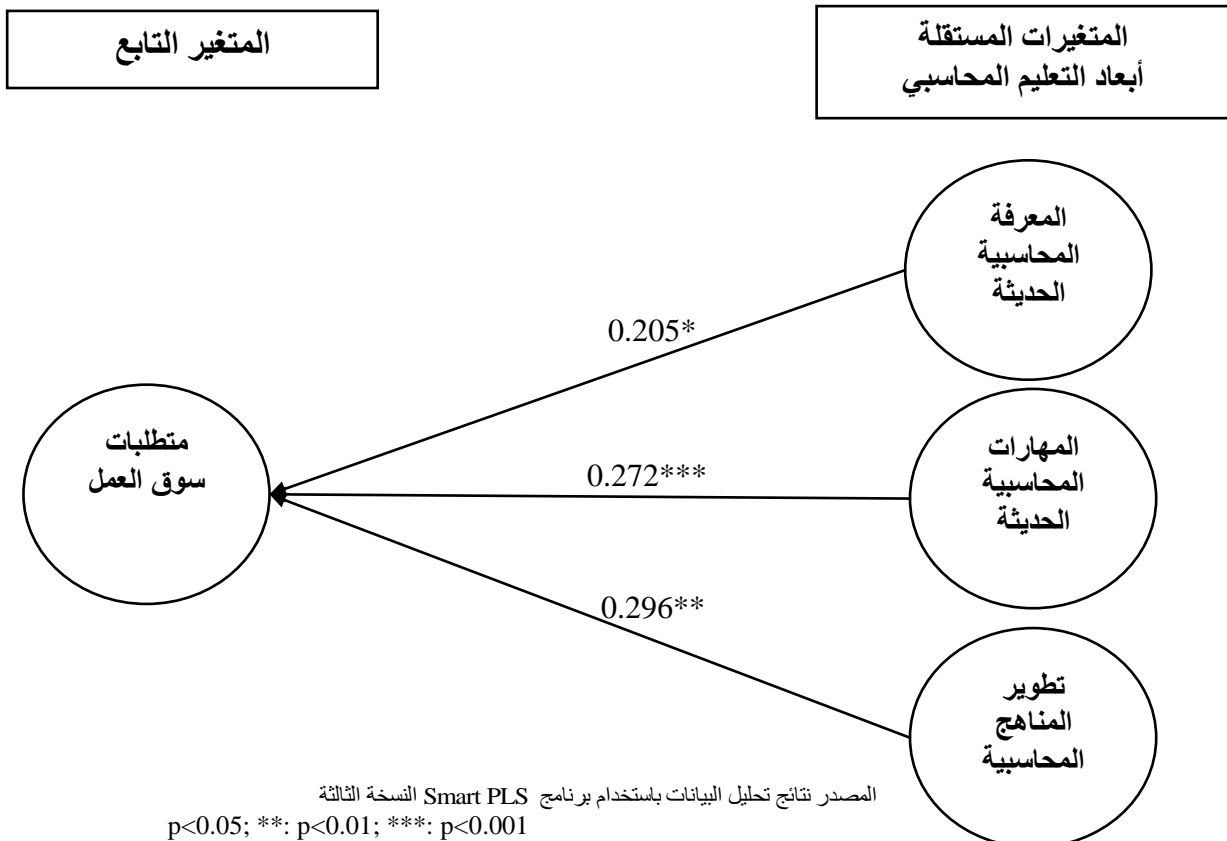 المتغيرات المستقلة
أبعاد التعليم المحاسبي
المتغير التابع
المعرفة
المحاسبية
الحديثة
0.205*
المهارات
المحاسبية
الحديثة
0.272***
متطلبات
سوق العمل
0.296**
تطوير
المناهج
المحاسبية
المصدر نتائج تحليل البيانات باستخدام برنامج Smart PLS النسخة الثالثة
p<0.05; **: p<0.01; ***: p<0.001